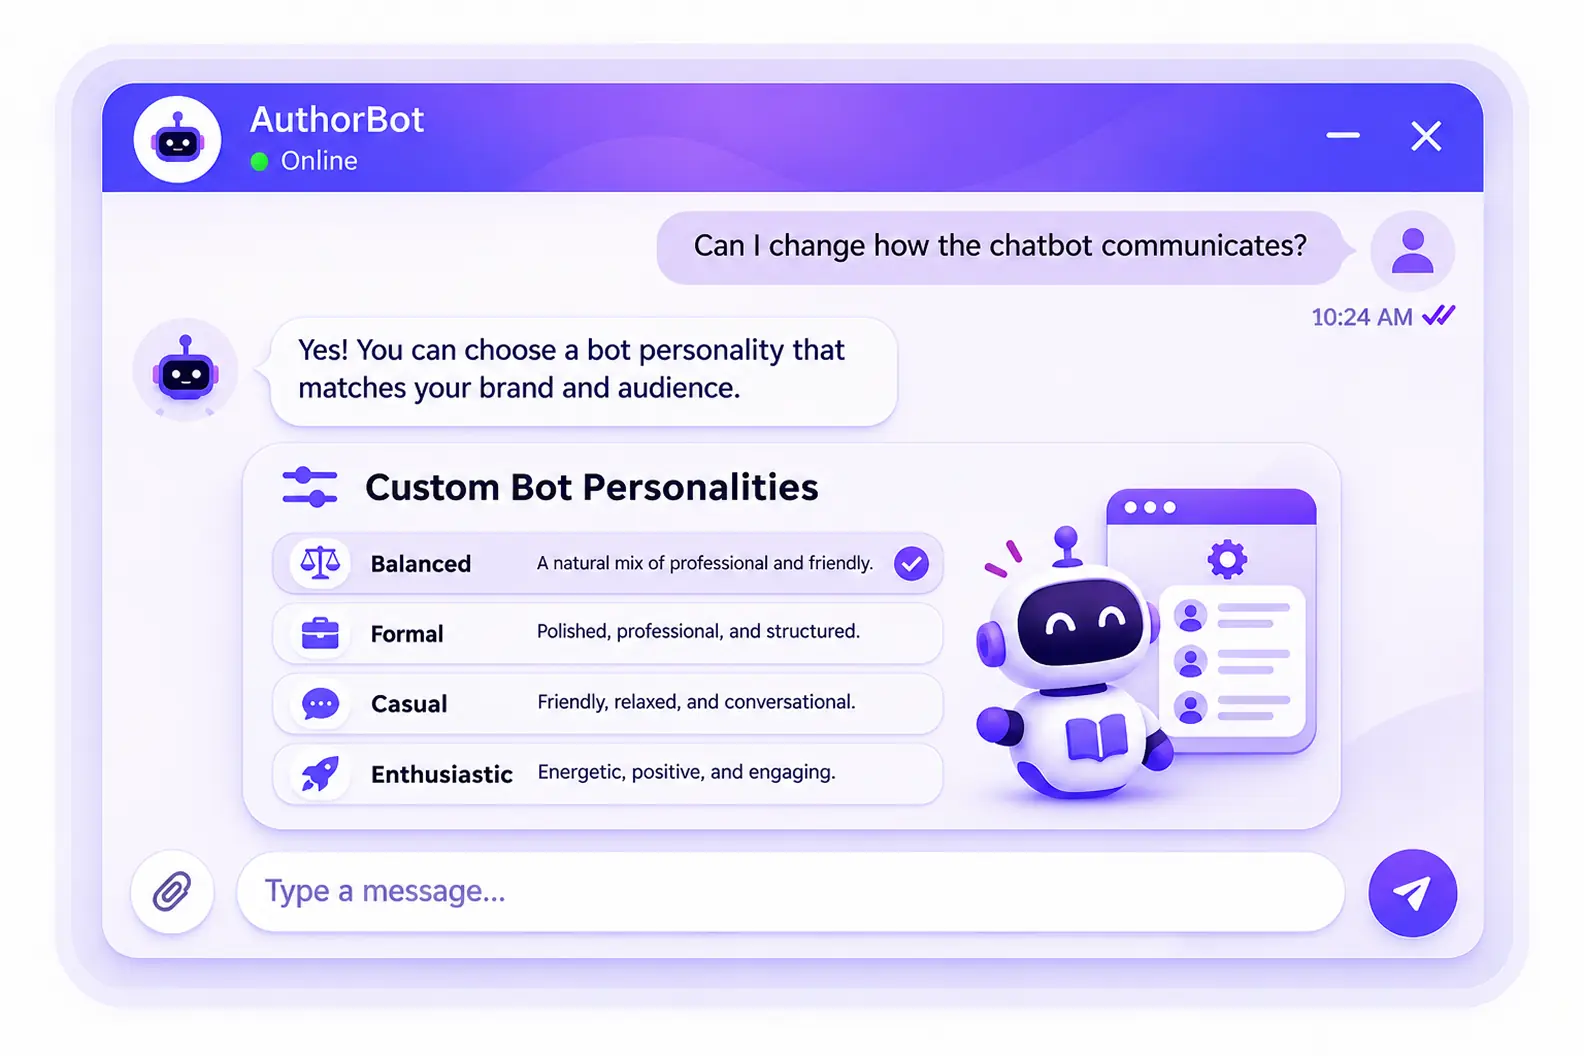 AuthorBot
Online
Can I change how the chatbot communicates?
10:24 AM
Yes! You can choose a bot personality that
matches your brand and audience.
Custom Bot Personalities
Balanced A natural mix of professional and friendly.
Formal Polished, professional, and structured.
Casual Friendly, relaxed, and conversational.
Enthusiastic Energetic, positive, and engaging.
Type a message...